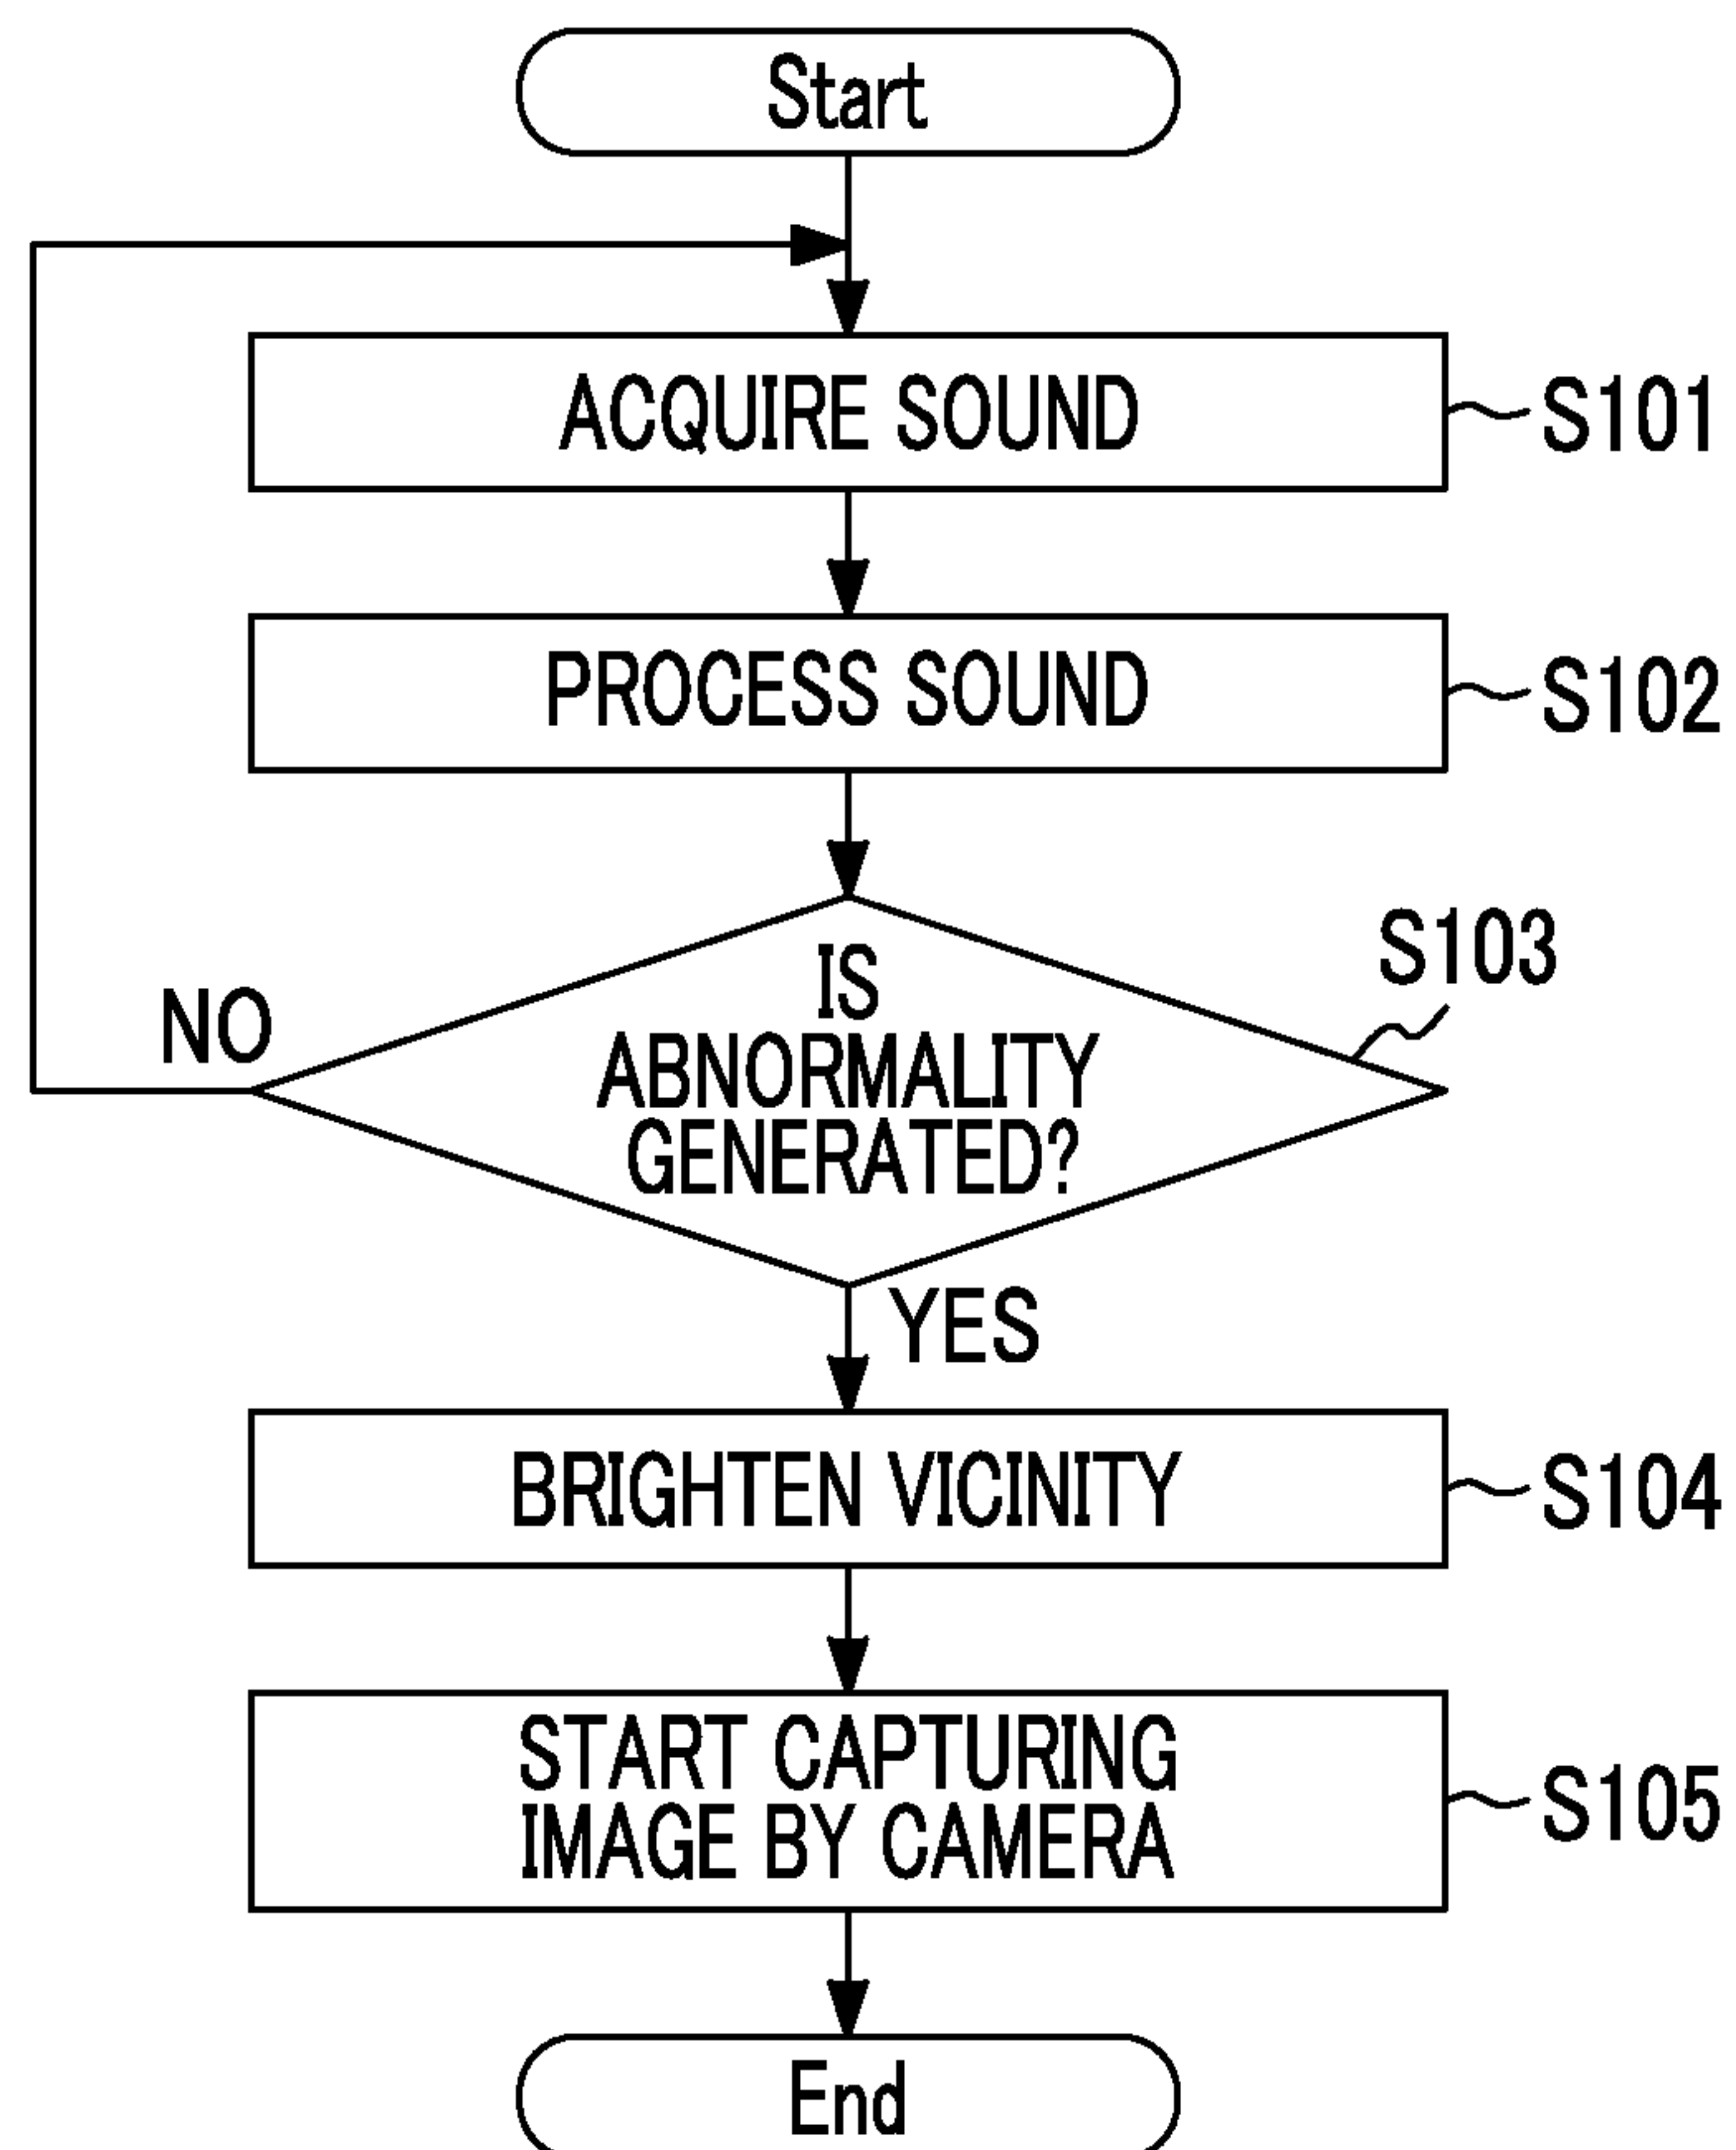 Start
ACQUIRE SOUND
S101
PROCESS SOUND
S102
S103
IS
ABNORMALITY
GENERATED?
NO
YES
BRIGHTEN VICINITY
S104
START CAPTURING
IMAGE BY CAMERA
S105
End